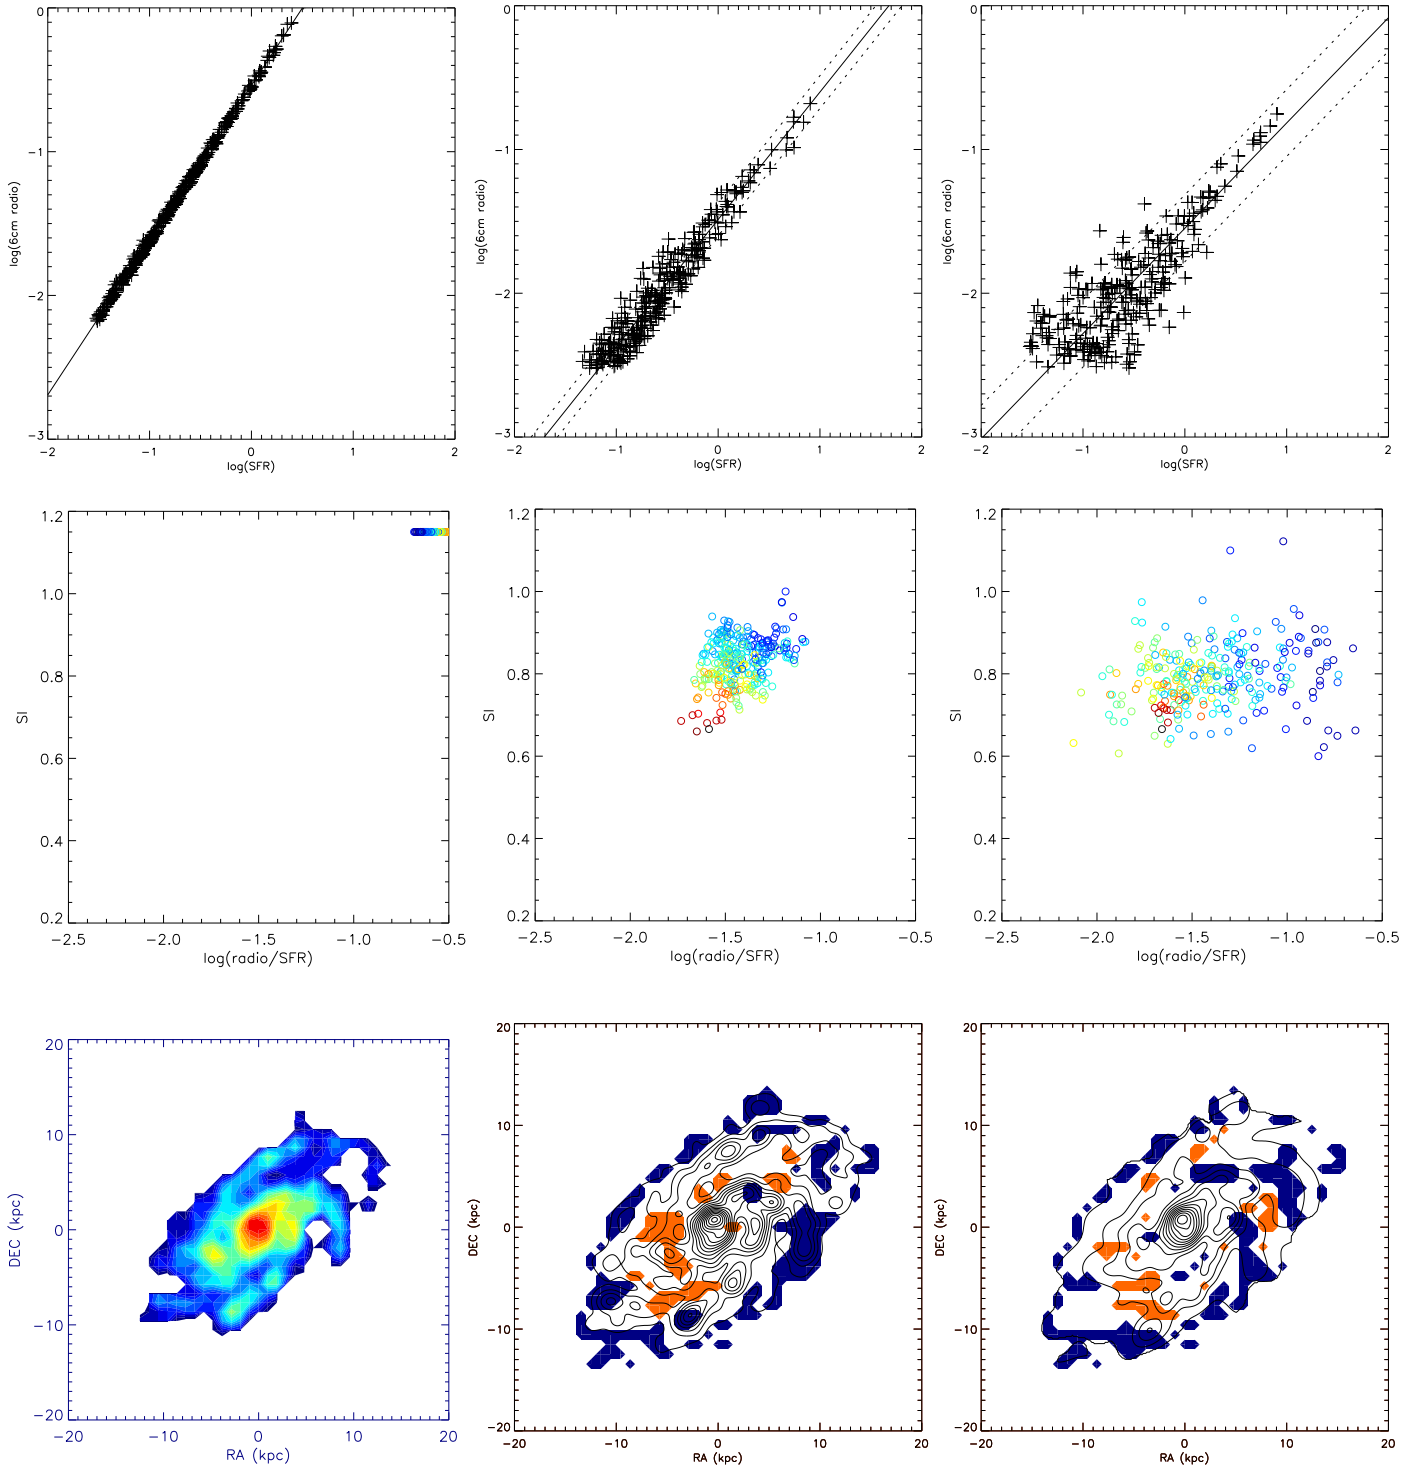 0 0 0
-1 -1 -1
log(6cm radio) log(6cm radio) log(6cm radio)
-2 -2 -2
-3 -3 -3
-2 -1 0 1 2 -2 -1 0 1 2 -2 -1 0 1 2
log(SFR) log(SFR) log(SFR)
1.2 1.2 1.2
1.0 1.0 1.0
0.8 0.8 0.8
SI SI SI
0.6 0.6 0.6
0.4 0.4 0.4
0.2 0.2 0.2
-2.5 -2.0 -1.5 -1.0 -0.5 -2.5 -2.0 -1.5 -1.0 -0.5 -2.5 -2.0 -1.5 -1.0 -0.5
log(radio/SFR) log(radio/SFR) log(radio/SFR)
20 20 20
10 10 10
DEC (kpc) DEC (kpc) DEC (kpc)
0 0 0
-10 -10 -10
-20 -20 -20
-20 -10 0 10 20 -20 -10 0 10 20 -20 -10 0 10 20
RA (kpc) RA (kpc) RA (kpc)